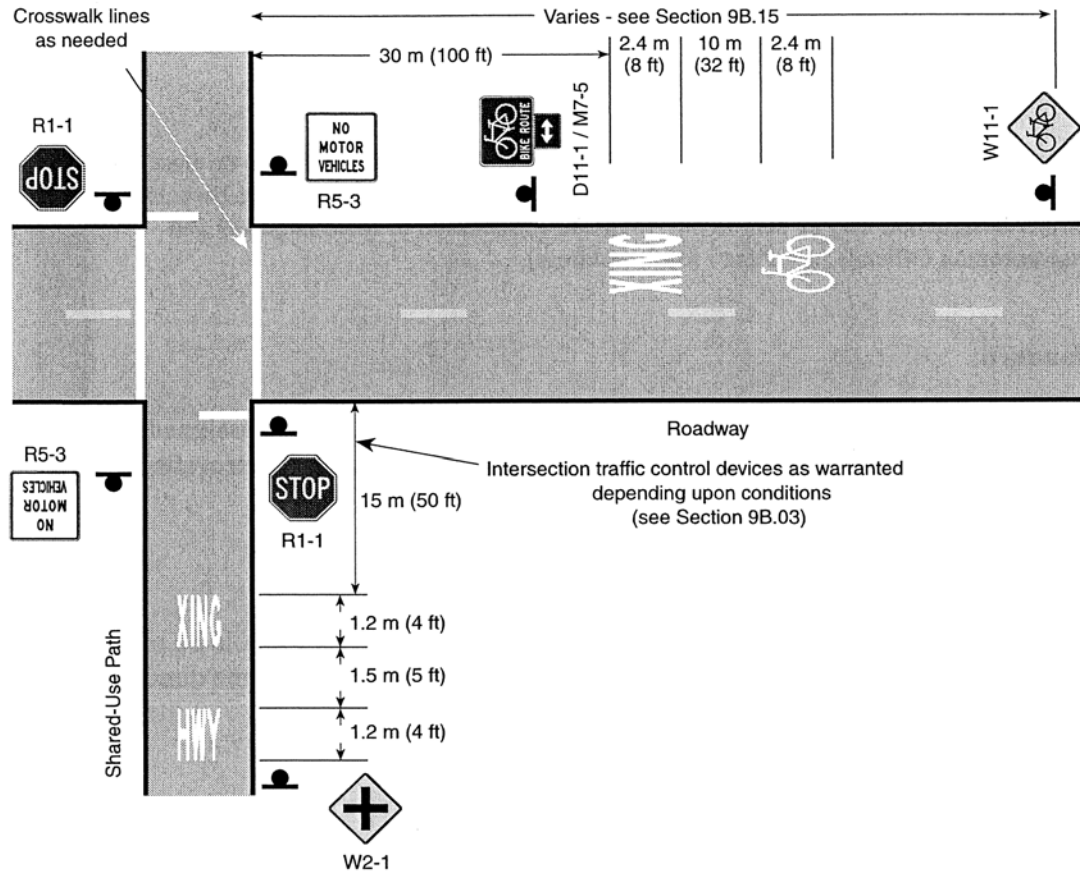 Crosswalk lines
as needed
Varies - see Section 9B.15
30 m (100 ft)
2.4 m
(8 ft)
10 m
(32 ft)
2.4 m
(8 ft)
R1-1
STOP
NO
MOTOR
VEHICLES
R5-3
BIKE ROUTE
D11-1 / M7-5
W11-1
XING
Roadway
R5-3
NO
MOTOR
VEHICLES
STOP
R1-1
15 m (50 ft)
Intersection traffic control devices as warranted
depending upon conditions
(see Section 9B.03)
XING
1.2 m (4 ft)
1.5 m (5 ft)
HWY
1.2 m (4 ft)
Shared-Use Path
W2-1